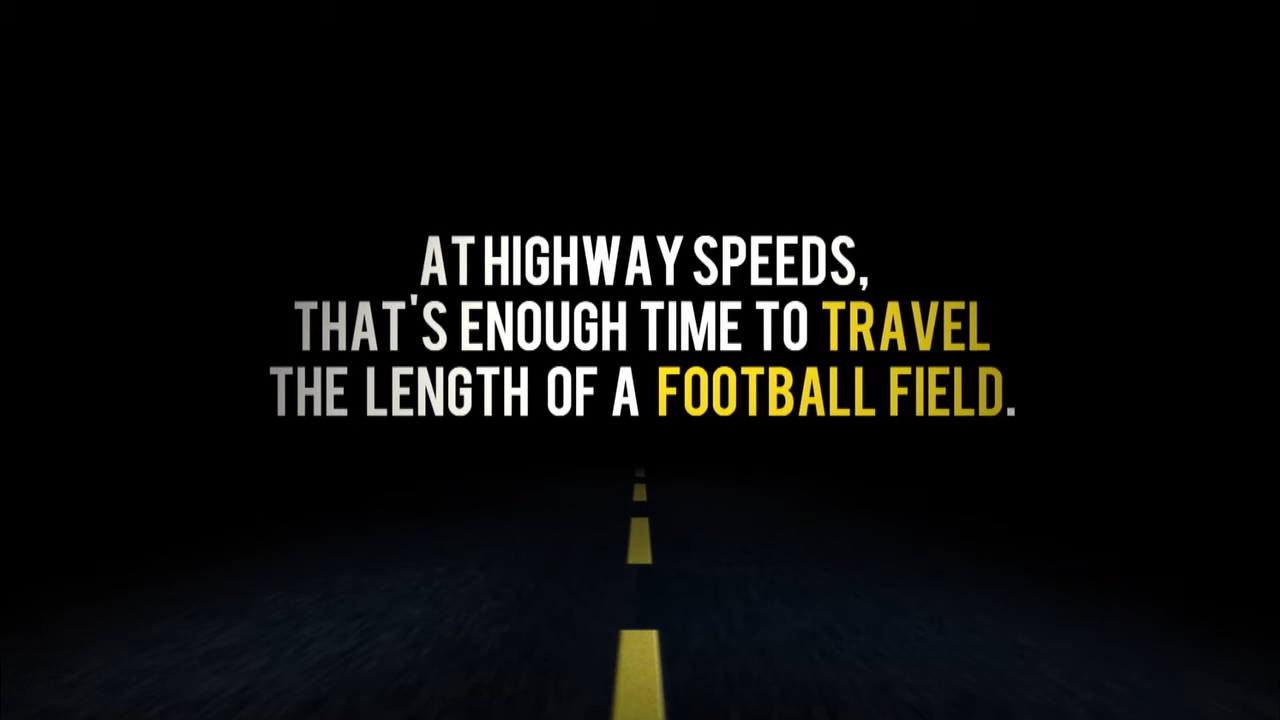 AT HIGHWAY SPEEDS,
THAT'S ENOUGH TIME TO TRAVEL
THE LENGTH OF A FOOTBALL FIELD.